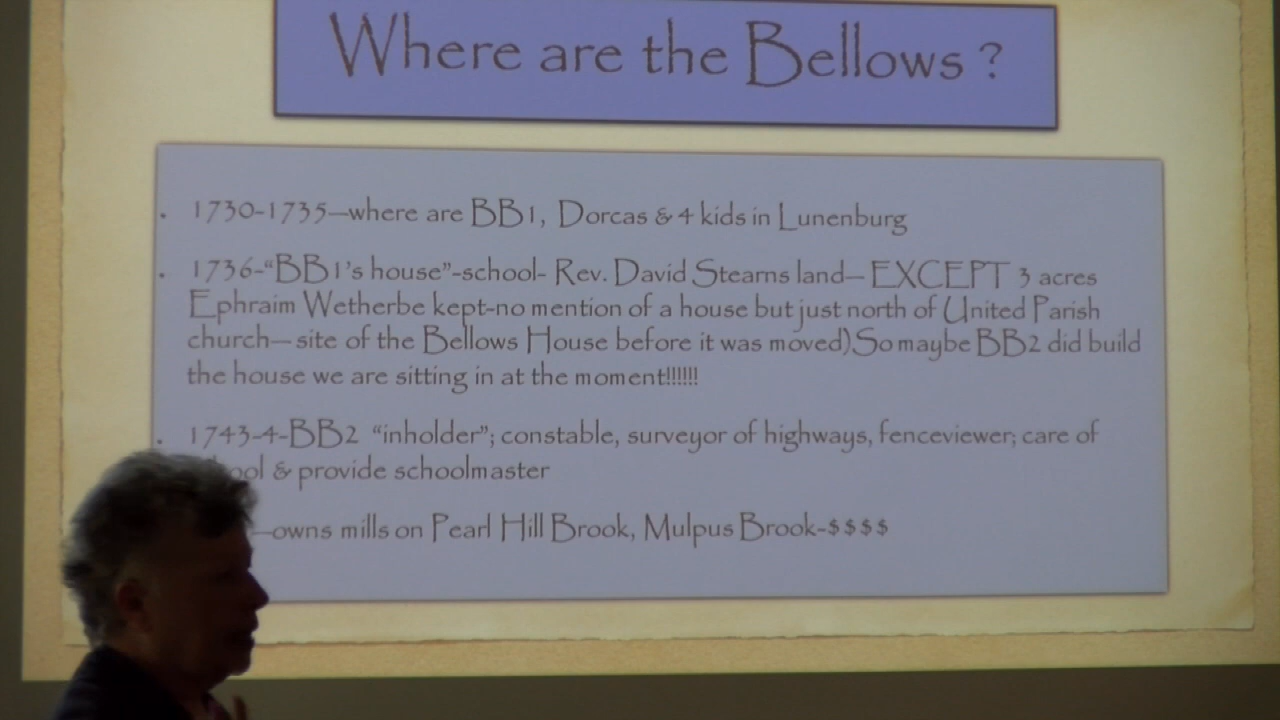 Where are the Bellows ?
. 1730-1735—where are BB1, Dorcas & 4 kids in Lunenburg
. 1736-“BB1’s house”-school- Rev. David Stearns land— EXCEPT 3 acres
Ephraim Wetherbe kept-no mention of a house but just north of United Parish
church— site of the Bellows House before it was moved)So maybe BB2 did build
the house we are sitting in at the moment!!!!!!
. 1743-4-BB2 “inholder”; constable, surveyor of highways, fenceviewer; care of
& provide schoolmaster
—owns mills on Pearl Hill Brook, Mulpus Brook-$$$$